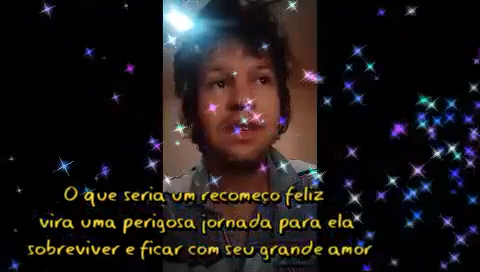 O que seria um recomeço feliz
vira uma perigosa jornada para ela
sobreviver e ficar com seu grande amor